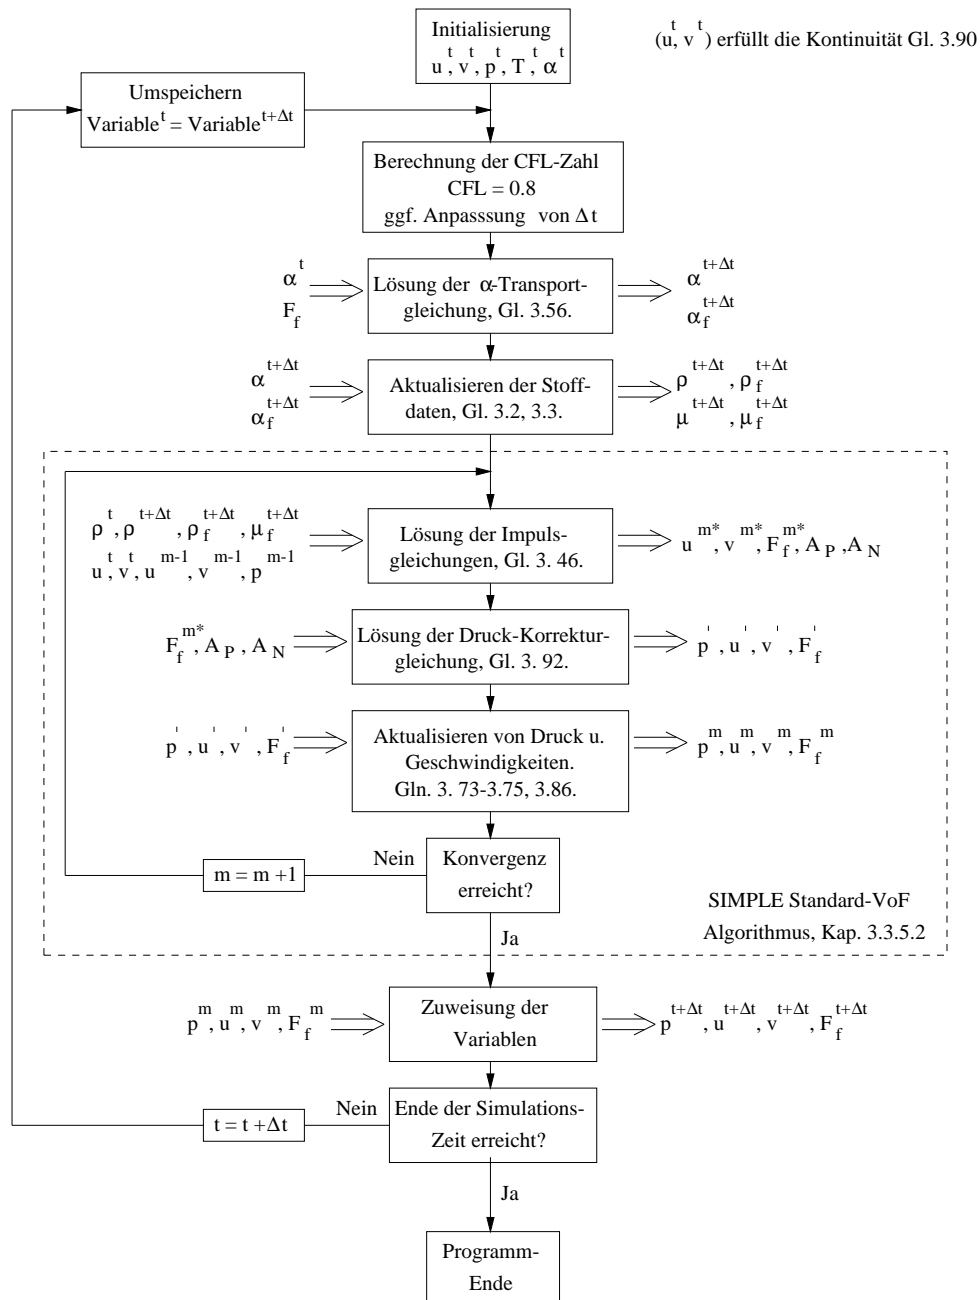 Initialisierung
u^t, v^t, p^t, T^t, α^t
(u^t, v^t) erfüllt die Kontinuität Gl. 3.90
Umspeichern
Variable^t = Variable^{t+Δt}
Berechnung der CFL-Zahl
CFL = 0.8
ggf. Anpasssung von Δt
α^t
F_f
Lösung der α-Transport-
gleichung, Gl. 3.56.
α^{t+Δt}
α_f^{t+Δt}
α^{t+Δt}
α_f^{t+Δt}
Aktualisieren der Stoff-
daten, Gl. 3.2, 3.3.
ρ^{t+Δt}, ρ_f^{t+Δt}
μ^{t+Δt}, μ_f^{t+Δt}
ρ^t, ρ^{t+Δt}, ρ_f^{t+Δt}, μ_f^{t+Δt}
u^t, v^t, u^{m-1}, v^{m-1}, p^{m-1}
Lösung der Impuls-
gleichungen, Gl. 3. 46.
u^{m*}, v^{m*}, F_f^{m*}, A_P, A_N
F_f^{m*}, A_P, A_N
Lösung der Druck-Korrektur-
gleichung, Gl. 3. 92.
p', u', v', F_f'
p', u', v', F_f'
Aktualisieren von Druck u.
Geschwindigkeiten.
Gln. 3. 73-3.75, 3.86.
p^m, u^m, v^m, F_f^m
m = m +1
Nein
Konvergenz
erreicht?
SIMPLE Standard-VoF
Algorithmus, Kap. 3.3.5.2
Ja
p^m, u^m, v^m, F_f^m
Zuweisung der
Variablen
p^{t+Δt}, u^{t+Δt}, v^{t+Δt}, F_f^{t+Δt}
t = t +Δt
Nein
Ende der Simulations-
Zeit erreicht?
Ja
Programm-
Ende